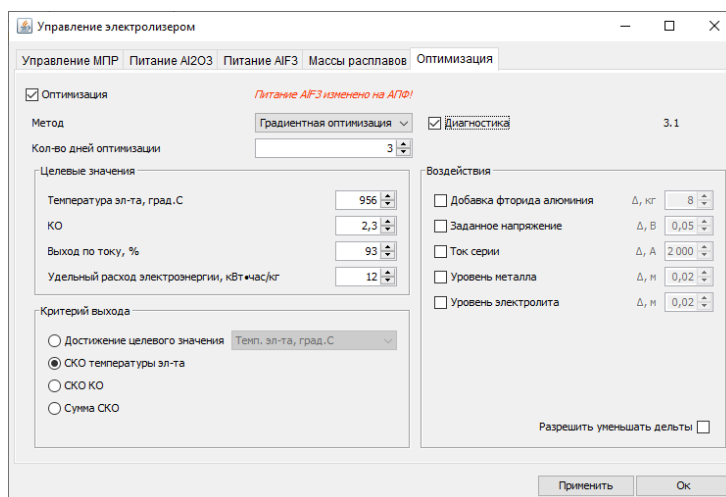 Управление электролизером
Управление МПР Питание Al2O3 Питание AlF3 Массы расплавов Оптимизация
Оптимизация Питание AlF3 изменено на АПФ!
Метод Градиентная оптимизация Диагностика 3.1
Кол-во дней оптимизации 3
Целевые значения
Температура эл-та, град.С 956
КО 2,3
Выход по току, % 93
Удельный расход электроэнергии, кВт•час/кг 12
Критерий выхода
Достижение целевого значения Темп. эл-та, град.С
СКО температуры эл-та
СКО КО
Сумма СКО
Воздействия
Добавка фторида алюминия Δ, кг 8
Заданное напряжение Δ, В 0,05
Ток серии Δ, А 2 000
Уровень металла Δ, м 0,02
Уровень электролита Δ, м 0,02
Разрешить уменьшать дельты
Применить Ок